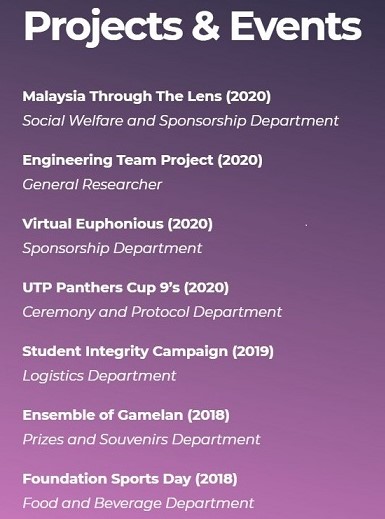 Projects & Events
Malaysia Through The Lens (2020)
Social Welfare and Sponsorship Department
Engineering Team Project (2020)
General Researcher
Virtual Euphonious (2020)
Sponsorship Department
UTP Panthers Cup 9’s (2020)
Ceremony and Protocol Department
Student Integrity Campaign (2019)
Logistics Department
Ensemble of Gamelan (2018)
Prizes and Souvenirs Department
Foundation Sports Day (2018)
Food and Beverage Department